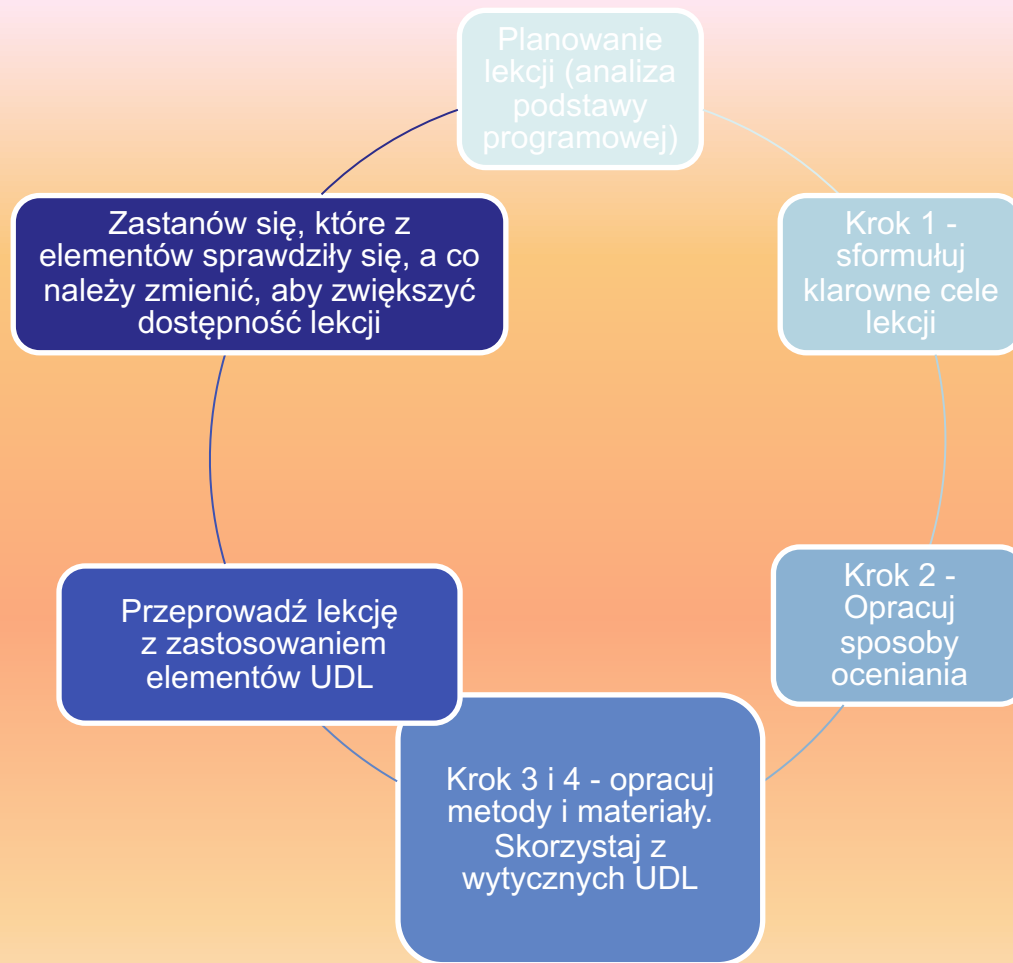 Planowanie
lekcji (analiza
podstawy
programowej)
Krok 1 -
sformułuj
klarowne cele
lekcji
Krok 2 -
Opracuj
sposoby
oceniania
Krok 3 i 4 - opracuj
metody i materiały.
Skorzystaj z
wytycznych UDL
Przeprowadź lekcję
z zastosowaniem
elementów UDL
Zastanów się, które z
elementów sprawdziły się, a co
należy zmienić, aby zwiększyć
dostępność lekcji